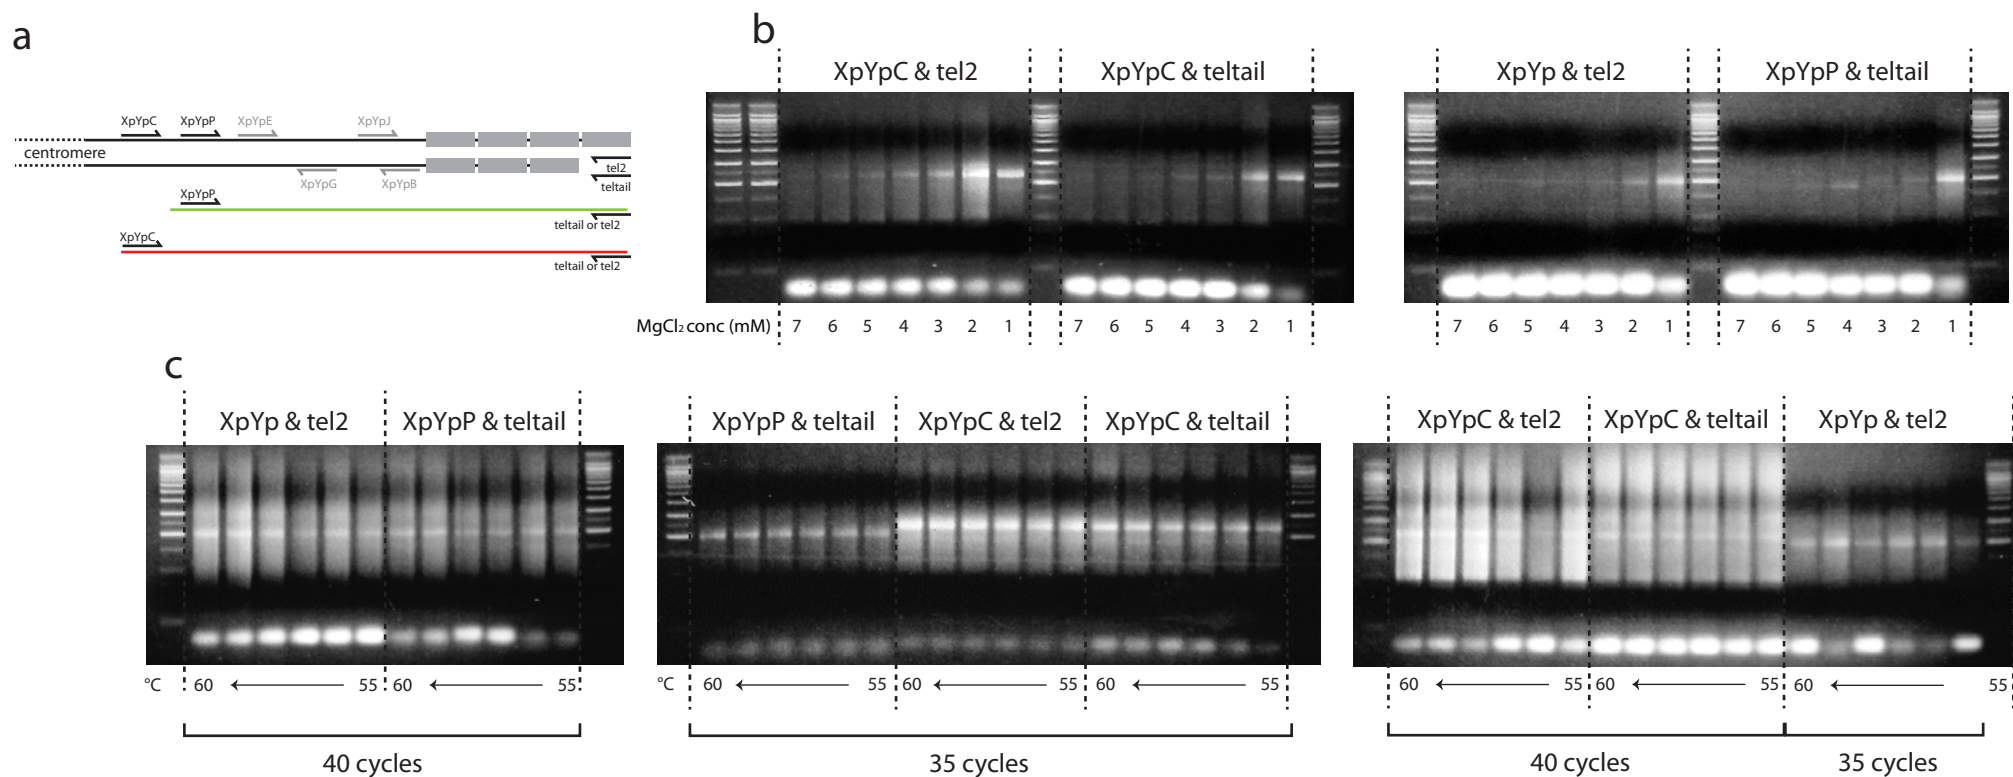 a
XpYpC XpYpP XpYpE XpYpJ
centromere
tel2
XpYpG XpYpB
teltail
XpYpP
teltail or tel2
XpYpC
teltail or tel2
b
XpYpC & tel2 XpYpC & teltail XpYp & tel2 XpYpP & teltail
MgCl2 conc (mM) 7 6 5 4 3 2 1 7 6 5 4 3 2 1 7 6 5 4 3 2 1 7 6 5 4 3 2 1
c
XpYp & tel2 XpYpP & teltail XpYpP & teltail XpYpC & tel2 XpYpC & teltail XpYpC & tel2 XpYpC & teltail XpYp & tel2
°C 60 55 60 55 °C 60 55 60 55 60 55 60 55 60 55 60 55
40 cycles 35 cycles 40 cycles 35 cycles